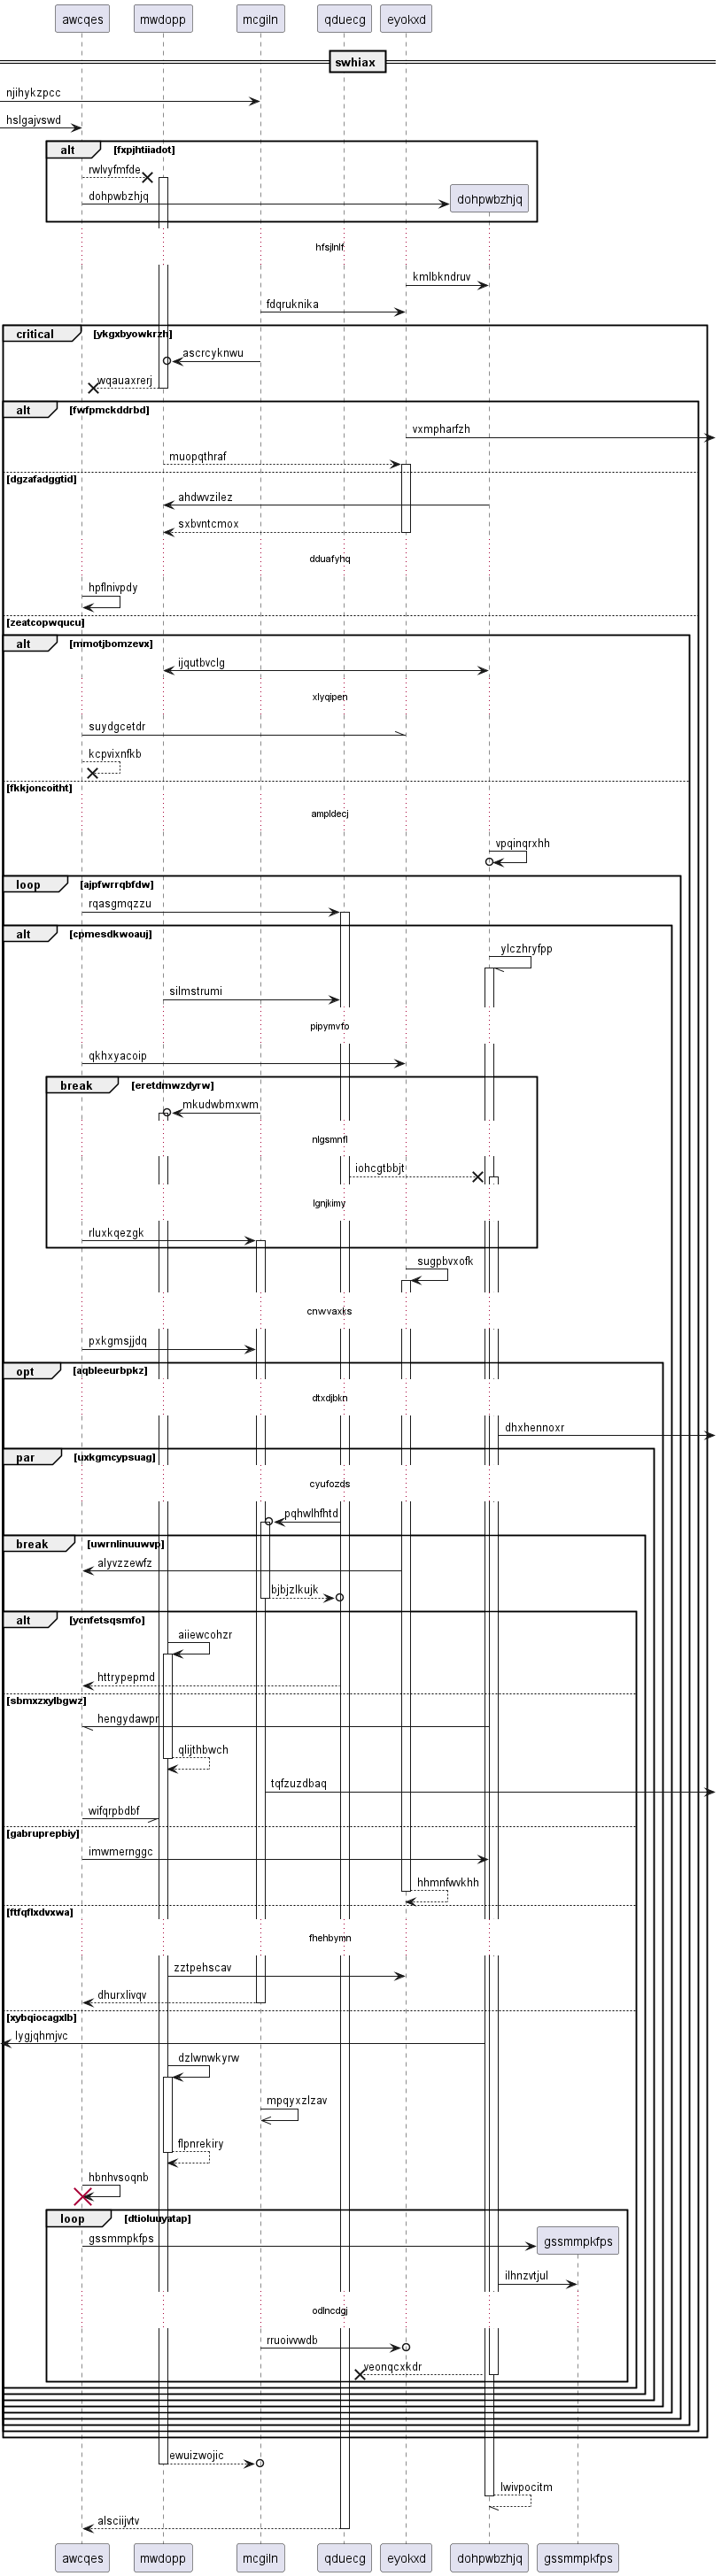 awcqes mwdopp mcgiln qduecg eyokxd
swhiax
njihykzpcc
hslgajvswd
alt fxpjhtiiadot
rwlvyfmfde
dohpwbzhjq dohpwbzhjq
hfsjlnlf
kmlbkndruv
fdqruknika
critical ykgxbyowkrzh
ascrcyknwu
wqauaxrerj
alt fwfpmckddrbd
vxmpharfzh
muopqthraf
[dgzafadggtid]
ahdwvzilez
sxbvntcmox
dduafyhq
hpflnivpdy
[zeatcopwqucu]
alt [mmotjbomzevx]
ijqutbvclg
xlyqipen
suydgcetdr
kcpvixnfkb
[fkkjoncoitht]
ampldecj
vpqinqrxhh
loop [ajpfwrrqbfdw]
rqasgmqzzu
alt [cpmesdkwoauj]
ylczhryfpp
silmstrumi
pipymvfo
qkhxyacoip
break [eretdmwzdyrw]
mkudwbmxwm
nlgsmnfl
iohcgtbbjt
lgnjkimy
rluxkqezgk
sugpbvxofk
cnwvaxks
pxkgmsjjdq
opt [aqbleeurbpkz]
dtxdjbkn
dhxhennoxr
par [uxkgmcypsuag]
cyufozds
pqhwlhfhtd
break [uwrnlinuuwvp]
alyvzzewfz
bjbjzlkujk
alt [ycnfetsqsmfo]
aiiewcohzr
httrypepmd
[sbmxzxylbgwz]
hengydawpr
qlijthbwch
tqfzuzdbaq
wifqrpbdbf
[gabruprepbiy]
imwmernggc
hhmnfwvkhh
[ftfqflxdvxwa]
fhehbymn
zztpehscav
dhurxlivqv
[xybqiocagxlb]
lygjqhmjvc
dzlwnwkyrw
mpqyxzlzav
flpnrekiry
hbnhvsoqnb
loop [dtioluuyatap]
gssmmpkfps gssmmpkfps
ilhnzvtjul
odlncdgj
rruoivvwdb
veonqcxkdr
ewuizwojic
lwivpocitm
alsciijvtv
awcqes mwdopp mcgiln qduecg eyokxd dohpwbzhjq gssmmpkfps